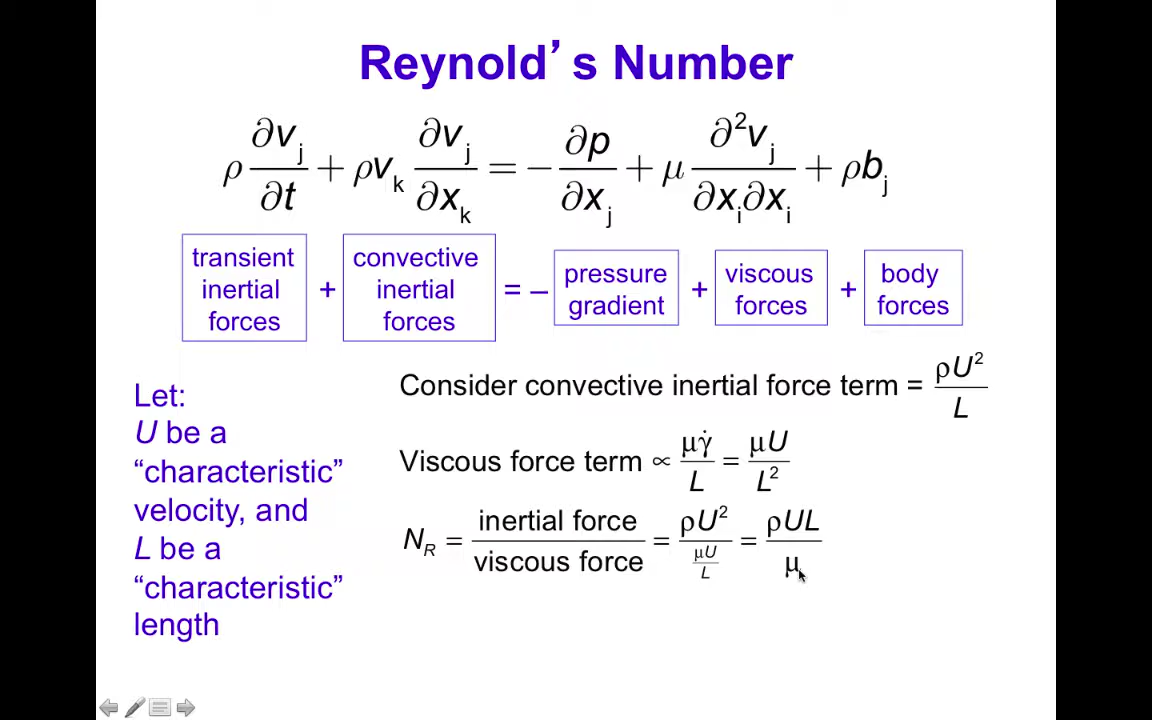 Reynold’s Number
ρ ∂v_j/∂t + ρv_k ∂v_j/∂x_k = − ∂p/∂x_j + μ ∂²v_j/∂x_i∂x_i + ρb_j
transient inertial forces + convective inertial forces = – pressure gradient + viscous forces + body forces
Let:
U be a
“characteristic”
velocity, and
L be a
“characteristic”
length
Consider convective inertial force term = ρU²/L
Viscous force term ∝ μγ̇/L = μU/L²
N_R = inertial force/viscous force = ρU²/(μU/L) = ρUL/μ